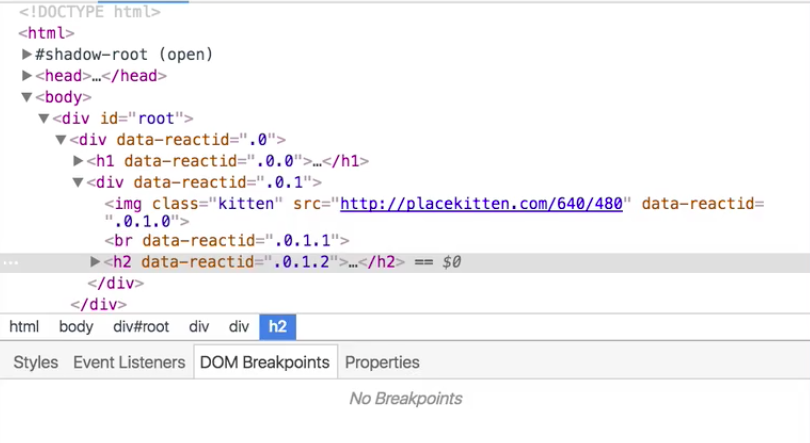 <!DOCTYPE html>
<html>
▶#shadow-root (open)
▶<head>…</head>
▼<body>
▼<div id="root">
▼<div data-reactid=".0">
▶<h1 data-reactid=".0.0">…</h1>
▼<div data-reactid=".0.1">
<img class="kitten" src="http://placekitten.com/640/480" data-reactid=
".0.1.0">
<br data-reactid=".0.1.1">
… ▶<h2 data-reactid=".0.1.2">…</h2> == $0
</div>
</div>
html body div#root div div h2
Styles Event Listeners DOM Breakpoints Properties
No Breakpoints